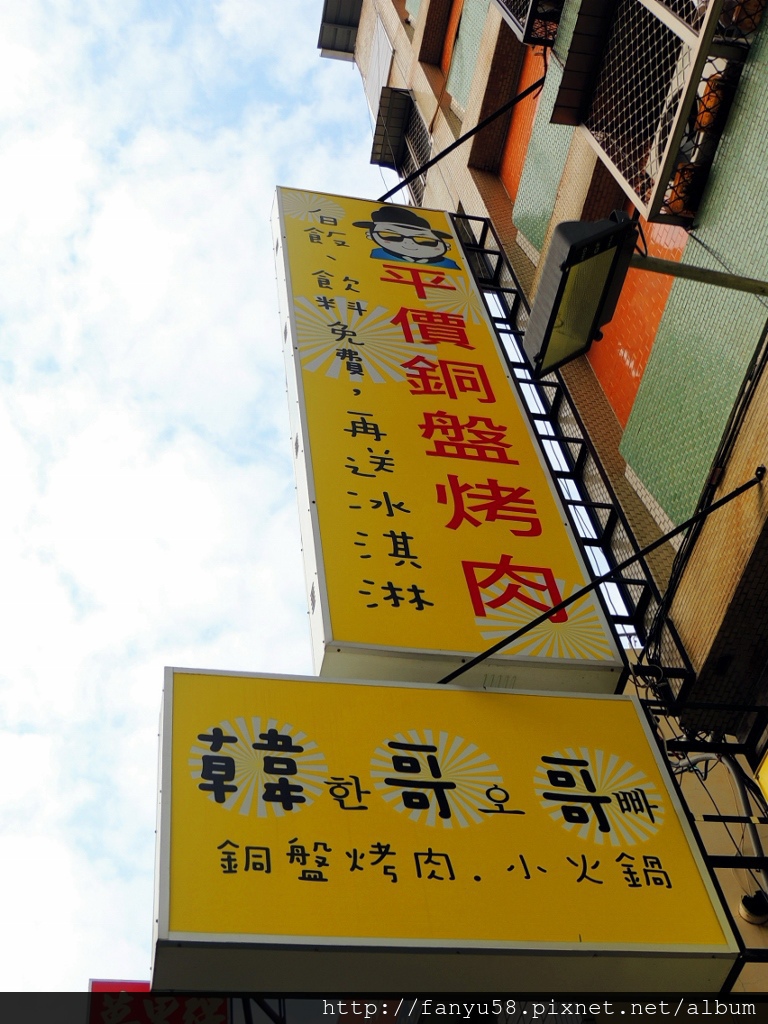 平價銅盤烤肉
白飯、飲料免費，再送冰淇淋
韓한哥오哥빠
銅盤烤肉．小火鍋
http://fanyu58.pixnet.net/album